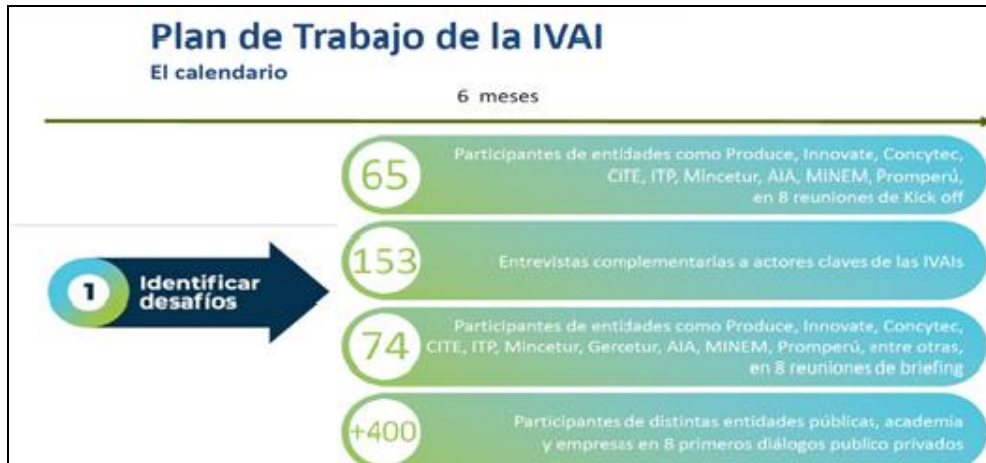 Plan de Trabajo de la IVAI
El calendario
6 meses
65
Participantes de entidades como Produce, Innovate, Concytec,
CITE, ITP, Mincetur, AIA, MINEM, Promperú,
en 8 reuniones de Kick off
1
Identificar
desafíos
153
Entrevistas complementarias a actores claves de las IVAIs
74
Participantes de entidades como Produce, Innovate, Concytec,
CITE, ITP, Mincetur, Gercetur, AIA, MINEM, Promperú, entre otras,
en 8 reuniones de briefing
+400
Participantes de distintas entidades públicas, academia
y empresas en 8 primeros diálogos publico privados